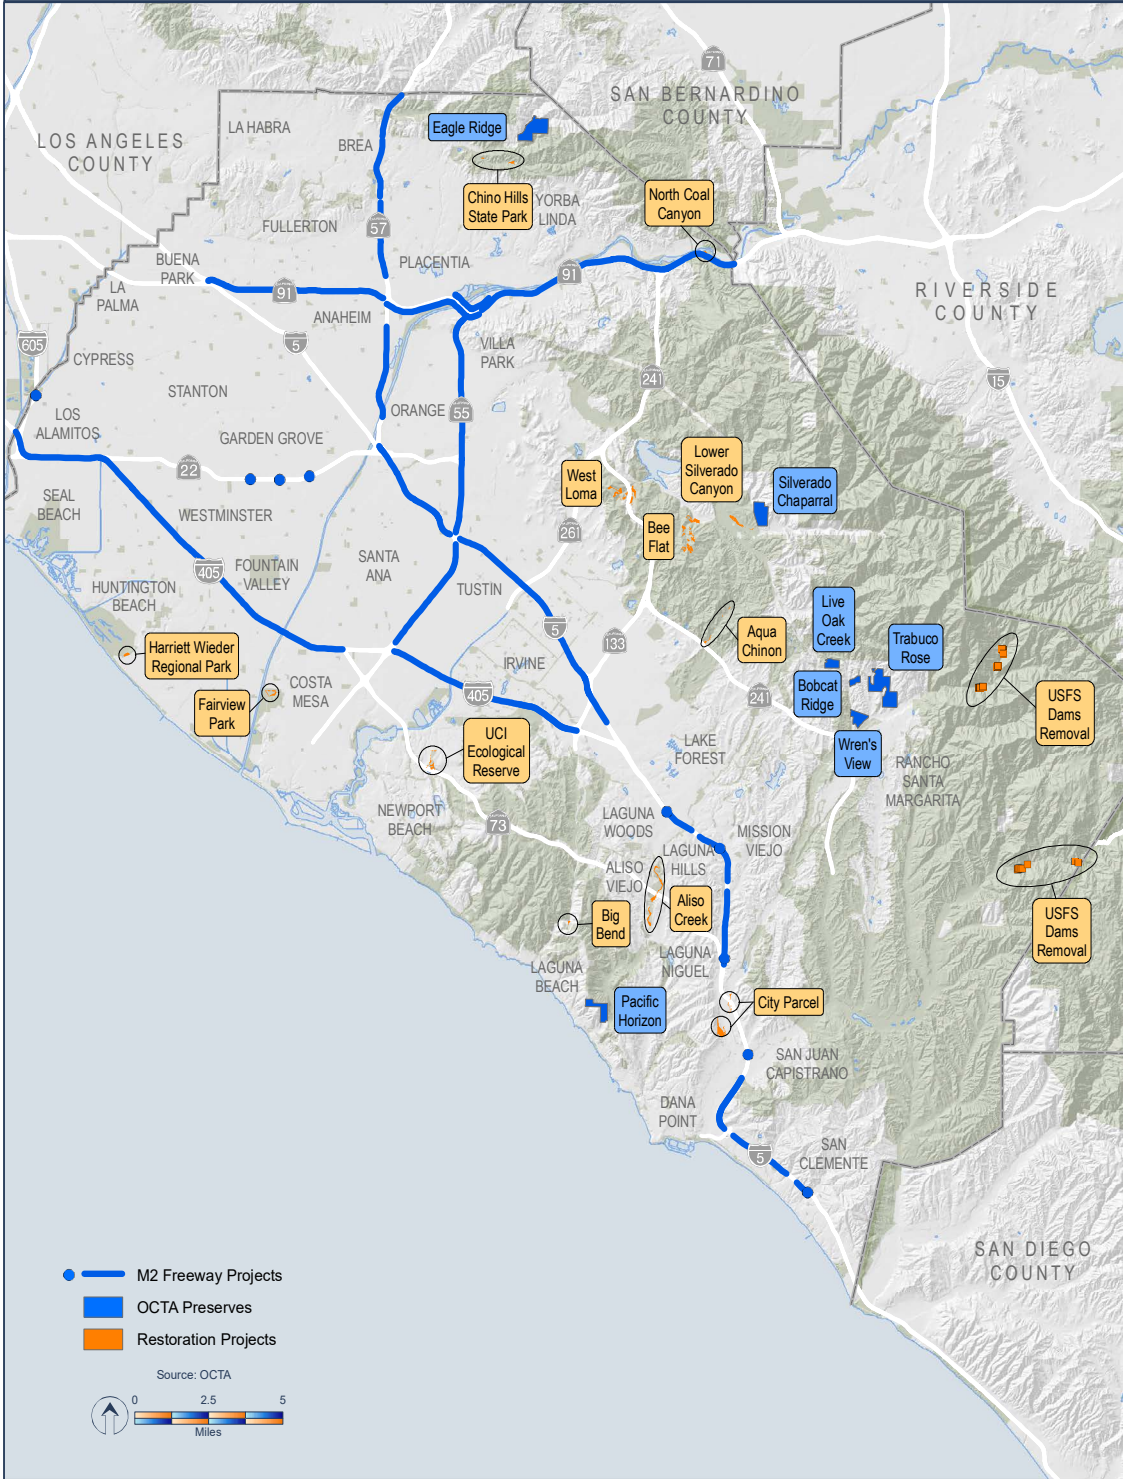 71
SAN BERNARDINO
COUNTY
LA HABRA
LOS ANGELES
COUNTY
BREA
Eagle Ridge
Chino Hills
State Park
YORBA
LINDA
North Coal
Canyon
FULLERTON
57
BUENA
PARK
PLACENTIA
91
91
LA
PALMA
ANAHEIM
RIVERSIDE
COUNTY
605
5
CYPRESS
VILLA
PARK
241
15
STANTON
LOS
ALAMITOS
ORANGE
55
GARDEN GROVE
22
West
Loma
Lower
Silverado
Canyon
Silverado
Chaparral
SEAL
BEACH
WESTMINSTER
Bee
Flat
261
405
FOUNTAIN
VALLEY
SANTA
ANA
TUSTIN
HUNTINGTON
BEACH
5
133
Live
Oak
Creek
Aqua
Chinon
Trabuco
Rose
Harriett Wieder
Regional Park
IRVINE
405
241
Bobcat
Ridge
USFS
Dams
Removal
Fairview
Park
COSTA
MESA
UCI
Ecological
Reserve
LAKE
FOREST
Wren's
View
RANCHO
SANTA
MARGARITA
NEWPORT
BEACH
73
LAGUNA
WOODS
MISSION
VIEJO
LAGUNA
HILLS
ALISO
VIEJO
Aliso
Creek
Big
Bend
USFS
Dams
Removal
LAGUNA
NIGUEL
LAGUNA
BEACH
Pacific
Horizon
City Parcel
SAN JUAN
CAPISTRANO
DANA
POINT
5
SAN
CLEMENTE
SAN DIEGO
COUNTY
M2 Freeway Projects
OCTA Preserves
Restoration Projects
Source: OCTA
0 2.5 5
Miles